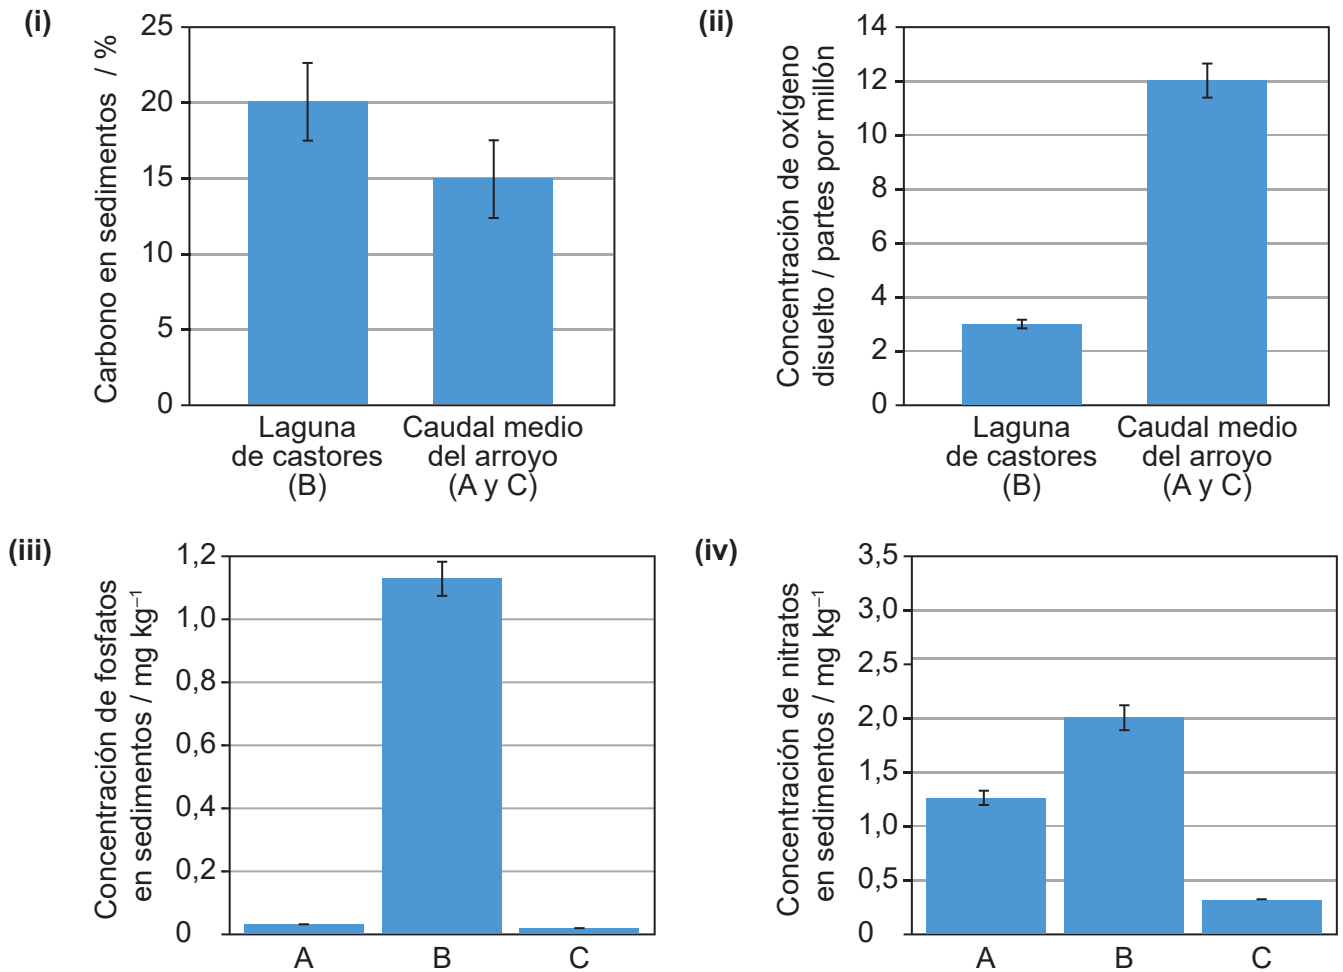 (i)
Carbono en sedimentos / %
25
20
15
10
5
0
Laguna
de castores
(B)
Caudal medio
del arroyo
(A y C)
(ii)
Concentración de oxígeno
disuelto / partes por millón
14
12
10
8
6
4
2
0
Laguna
de castores
(B)
Caudal medio
del arroyo
(A y C)
(iii)
Concentración de fosfatos
en sedimentos / mg kg⁻¹
1,2
1,0
0,8
0,6
0,4
0,2
0
A B C
(iv)
Concentración de nitratos
en sedimentos / mg kg⁻¹
3,5
3,0
2,5
2,0
1,5
1,0
0,5
0
A B C